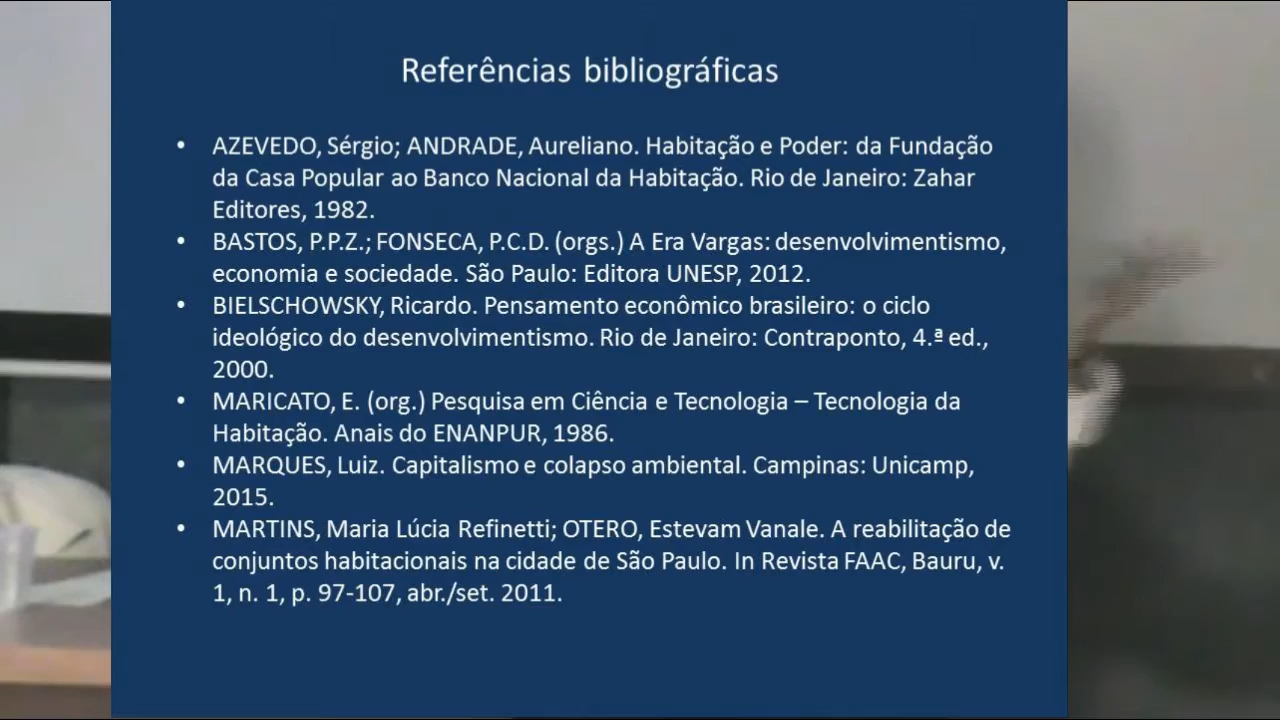 Referências bibliográficas
• AZEVEDO, Sérgio; ANDRADE, Aureliano. Habitação e Poder: da Fundação
da Casa Popular ao Banco Nacional da Habitação. Rio de Janeiro: Zahar
Editores, 1982.
• BASTOS, P.P.Z.; FONSECA, P.C.D. (orgs.) A Era Vargas: desenvolvimentismo,
economia e sociedade. São Paulo: Editora UNESP, 2012.
• BIELSCHOWSKY, Ricardo. Pensamento econômico brasileiro: o ciclo
ideológico do desenvolvimentismo. Rio de Janeiro: Contraponto, 4.ª ed.,
2000.
• MARICATO, E. (org.) Pesquisa em Ciência e Tecnologia – Tecnologia da
Habitação. Anais do ENANPUR, 1986.
• MARQUES, Luiz. Capitalismo e colapso ambiental. Campinas: Unicamp,
2015.
• MARTINS, Maria Lúcia Refinetti; OTERO, Estevam Vanale. A reabilitação de
conjuntos habitacionais na cidade de São Paulo. In Revista FAAC, Bauru, v.
1, n. 1, p. 97-107, abr./set. 2011.